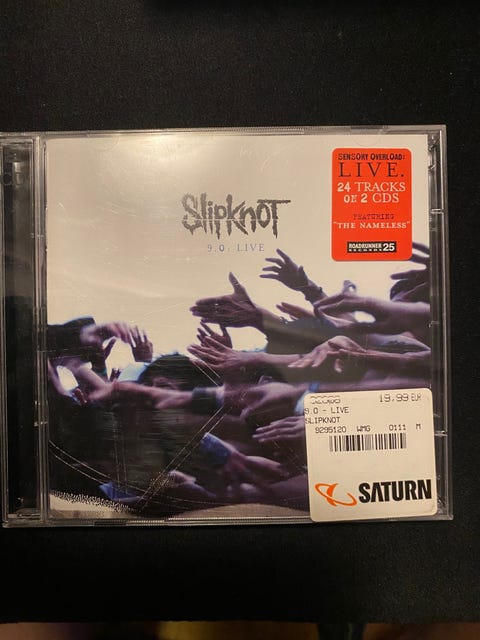 SENSORY OVERLOAD:
LIVE.
24 TRACKS
ON 2 CDS
FEATURING
"THE NAMELESS"
ROADRUNNER
RECORDS 25
SlipknoT
9.0: LIVE
19,99 EUR
9.0 - LIVE
SLIPKNOT
9295120 WMG 0111 M
SATURN